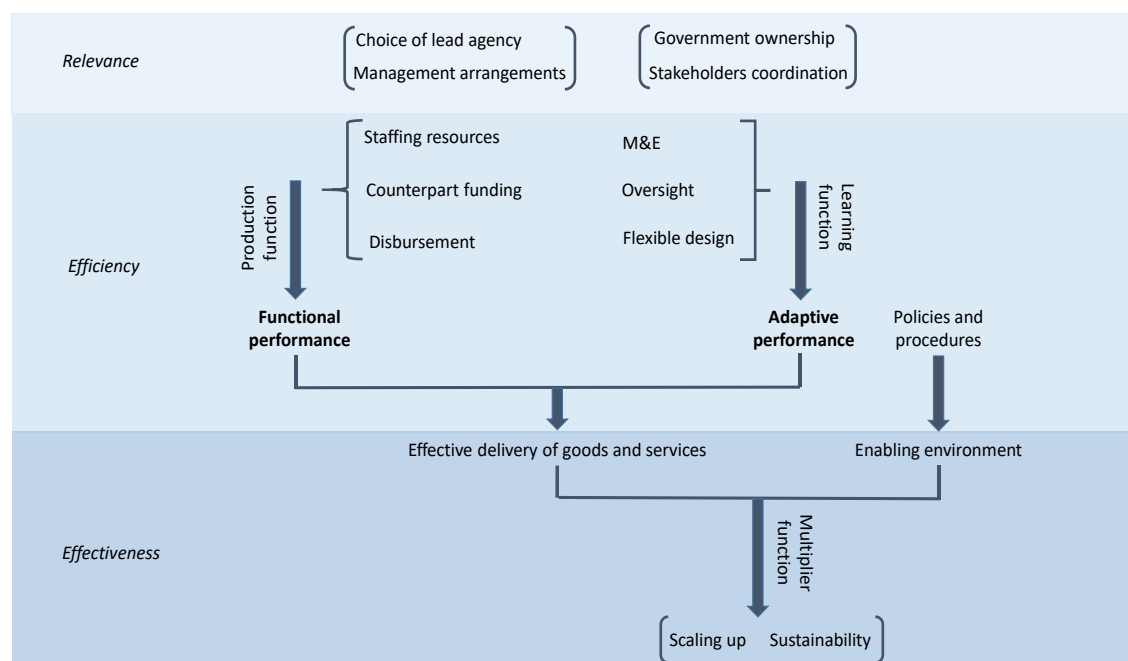 Relevance
Choice of lead agency
Management arrangements
Government ownership
Stakeholders coordination
Efficiency
Production
function
Staffing resources
Counterpart funding
Disbursement
M&E
Oversight
Flexible design
Learning
function
Functional
performance
Adaptive
performance
Policies and
procedures
Effectiveness
Effective delivery of goods and services
Enabling environment
Multiplier
function
Scaling up
Sustainability